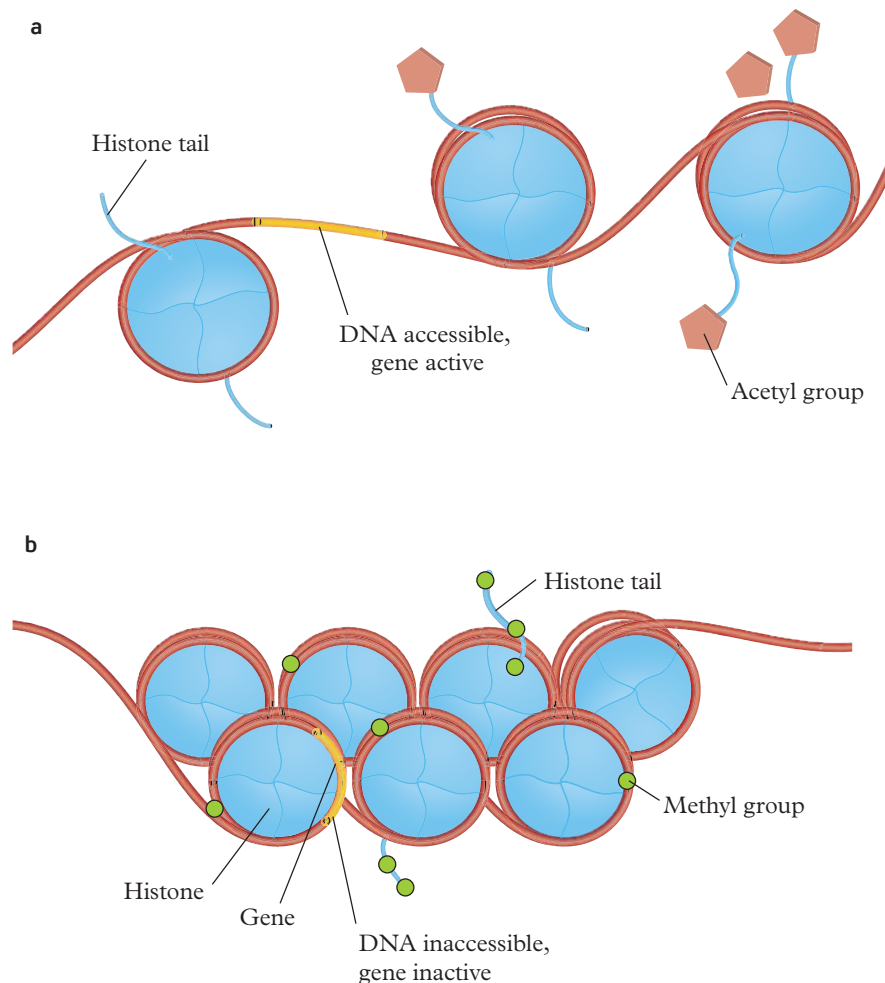 a
Histone tail
DNA accessible,
gene active
Acetyl group
b
Histone tail
Methyl group
Histone
Gene
DNA inaccessible,
gene inactive